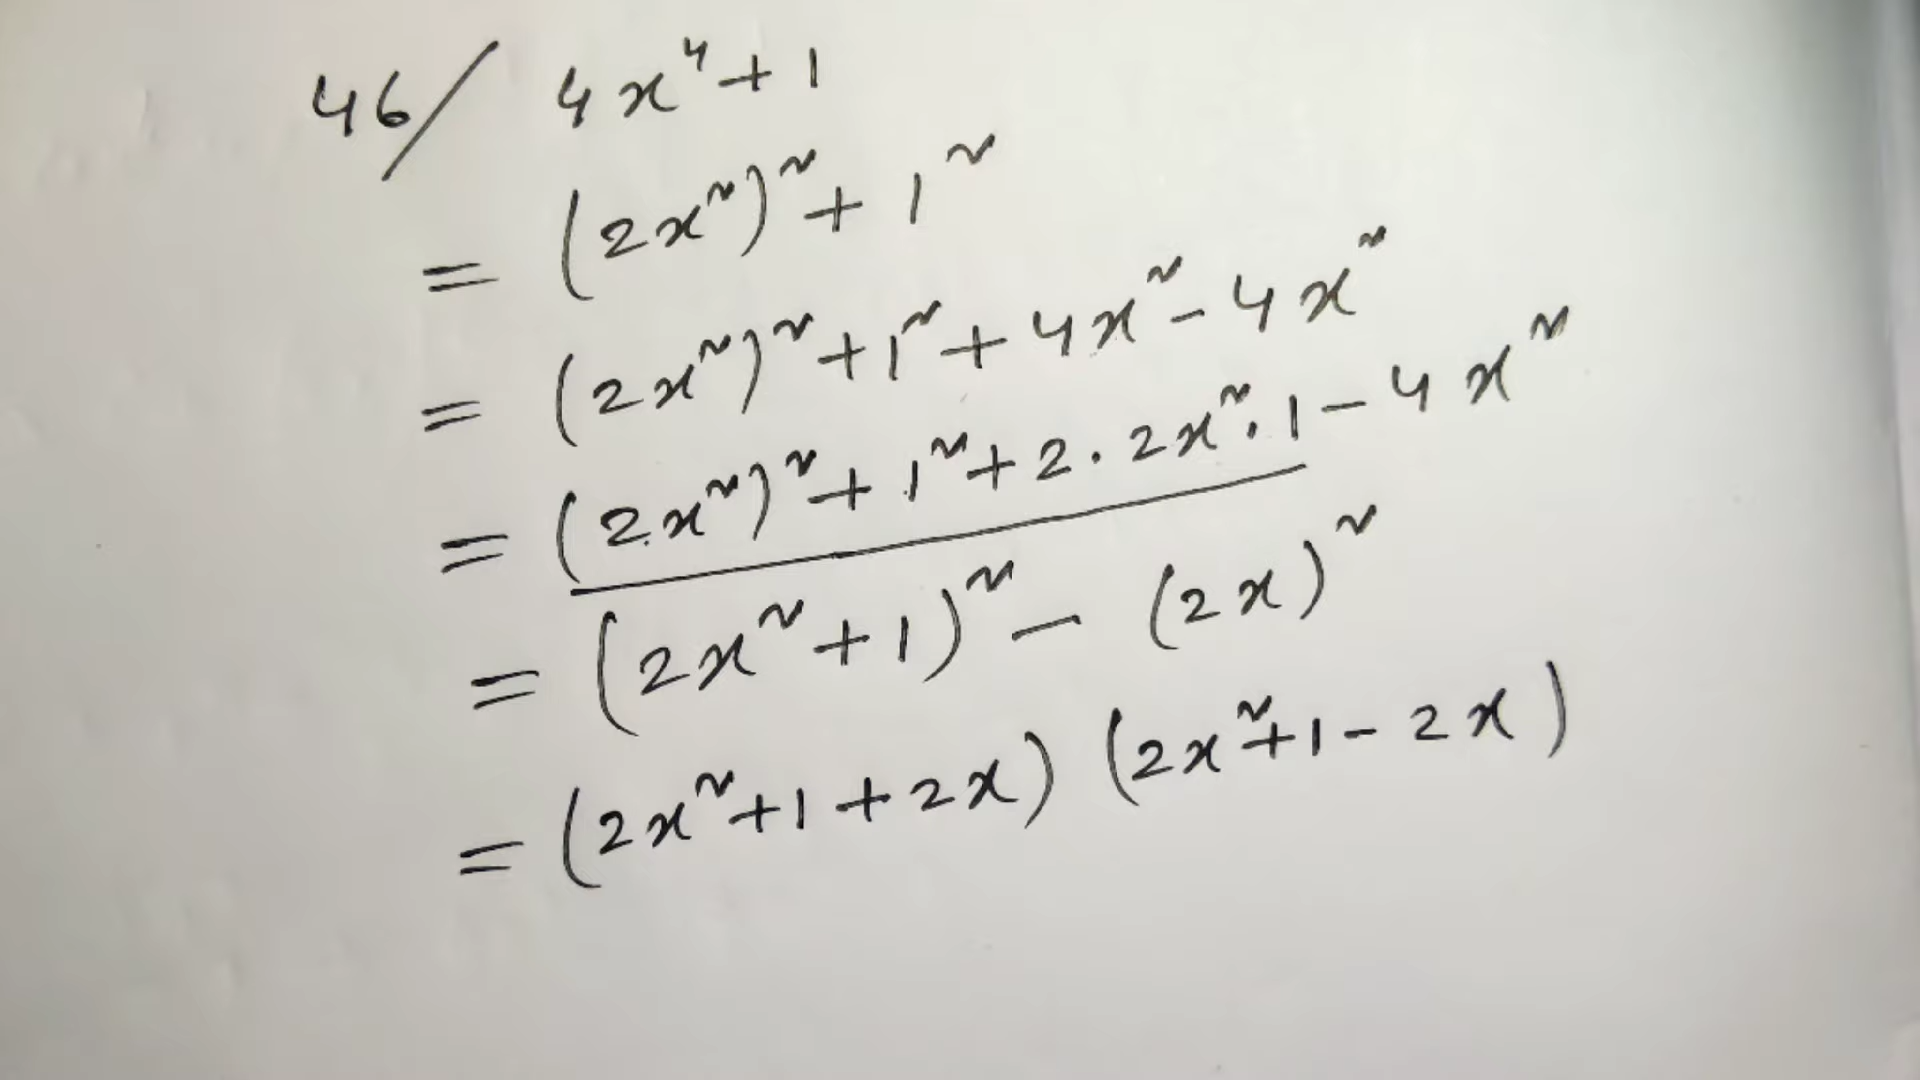 46/ 4x⁴ + 1
= (2x²)² + 1²
= (2x²)² + 1² + 4x² - 4x²
= (2x²)² + 1² + 2 · 2x² · 1 - 4x²
= (2x² + 1)² - (2x)²
= (2x² + 1 + 2x) (2x² + 1 - 2x)